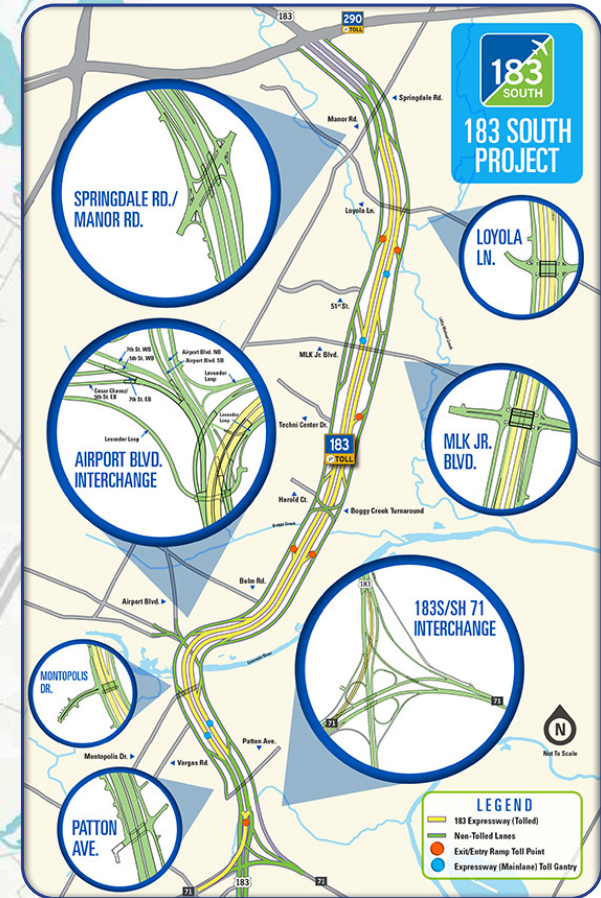 183
290
TOLL
183
SOUTH
183 SOUTH
PROJECT
Springdale Rd.
Manor Rd.
SPRINGDALE RD./
MANOR RD.
Loyola Ln.
LOYOLA
LN.
51st St.
MLK Jr. Blvd.
7th St. WB
5th St. WB
Airport Blvd. NB
Airport Blvd. SB
Levander
Loop
Cesar Chavez/
5th St. EB
7th St. EB
Levander
Loop
Levander Loop
AIRPORT BLVD.
INTERCHANGE
Techni Center Dr.
183
TOLL
MLK JR.
BLVD.
Harold Ct.
Boggy Creek Turnaround
Boggy Creek
Bolm Rd.
Airport Blvd.
183
183S/SH 71
INTERCHANGE
71
71
Colorado River
MONTOPOLIS
DR.
N
Not To Scale
Montopolis Dr.
Vargas Rd.
Patton Ave.
PATTON
AVE.
LEGEND
183 Expressway (Tolled)
Non-Tolled Lanes
Exit/Entry Ramp Toll Point
Expressway (Mainlane) Toll Gantry
71
183
71